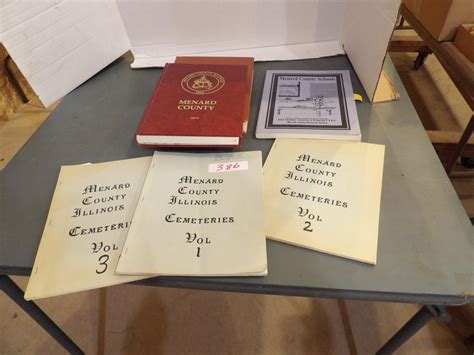 MENARD
COUNTY
Menard County Schools
386
MENARD
COUNTY
ILLINOIS
CEMETERIES
VOL
3
MENARD
COUNTY
ILLINOIS
CEMETERIES
VOL
1
MENARD
COUNTY
ILLINOIS
CEMETERIES
VOL
2